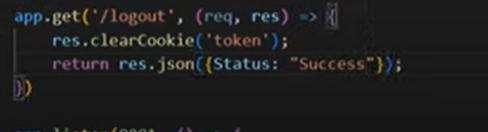 app.get('/logout', (req, res) => {
res.clearCookie('token');
return res.json({Status: "Success"});
})